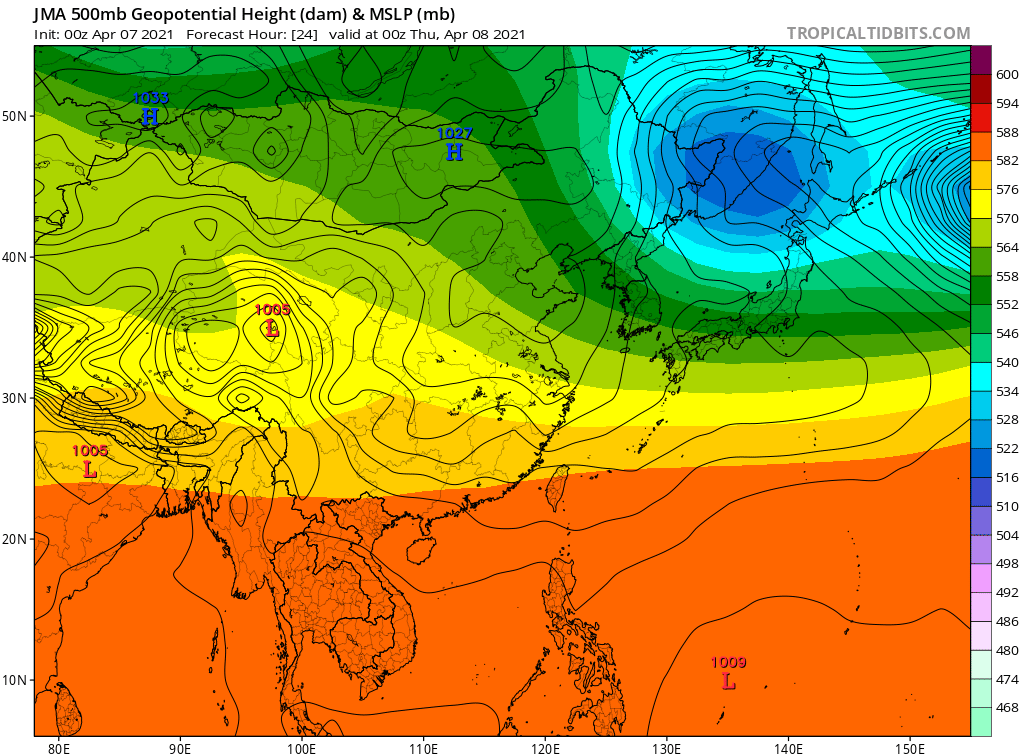 JMA 500mb Geopotential Height (dam) & MSLP (mb)
Init: 00z Apr 07 2021 Forecast Hour: [24] valid at 00z Thu, Apr 08 2021
TROPICALTIDBITS.COM
600
594
588
582
576
570
564
558
552
546
540
534
528
522
516
510
504
498
492
486
480
474
468
50N
40N
30N
20N
10N
1033
H
1027
H
1005
L
1005
L
1009
L
80E 90E 100E 110E 120E 130E 140E 150E